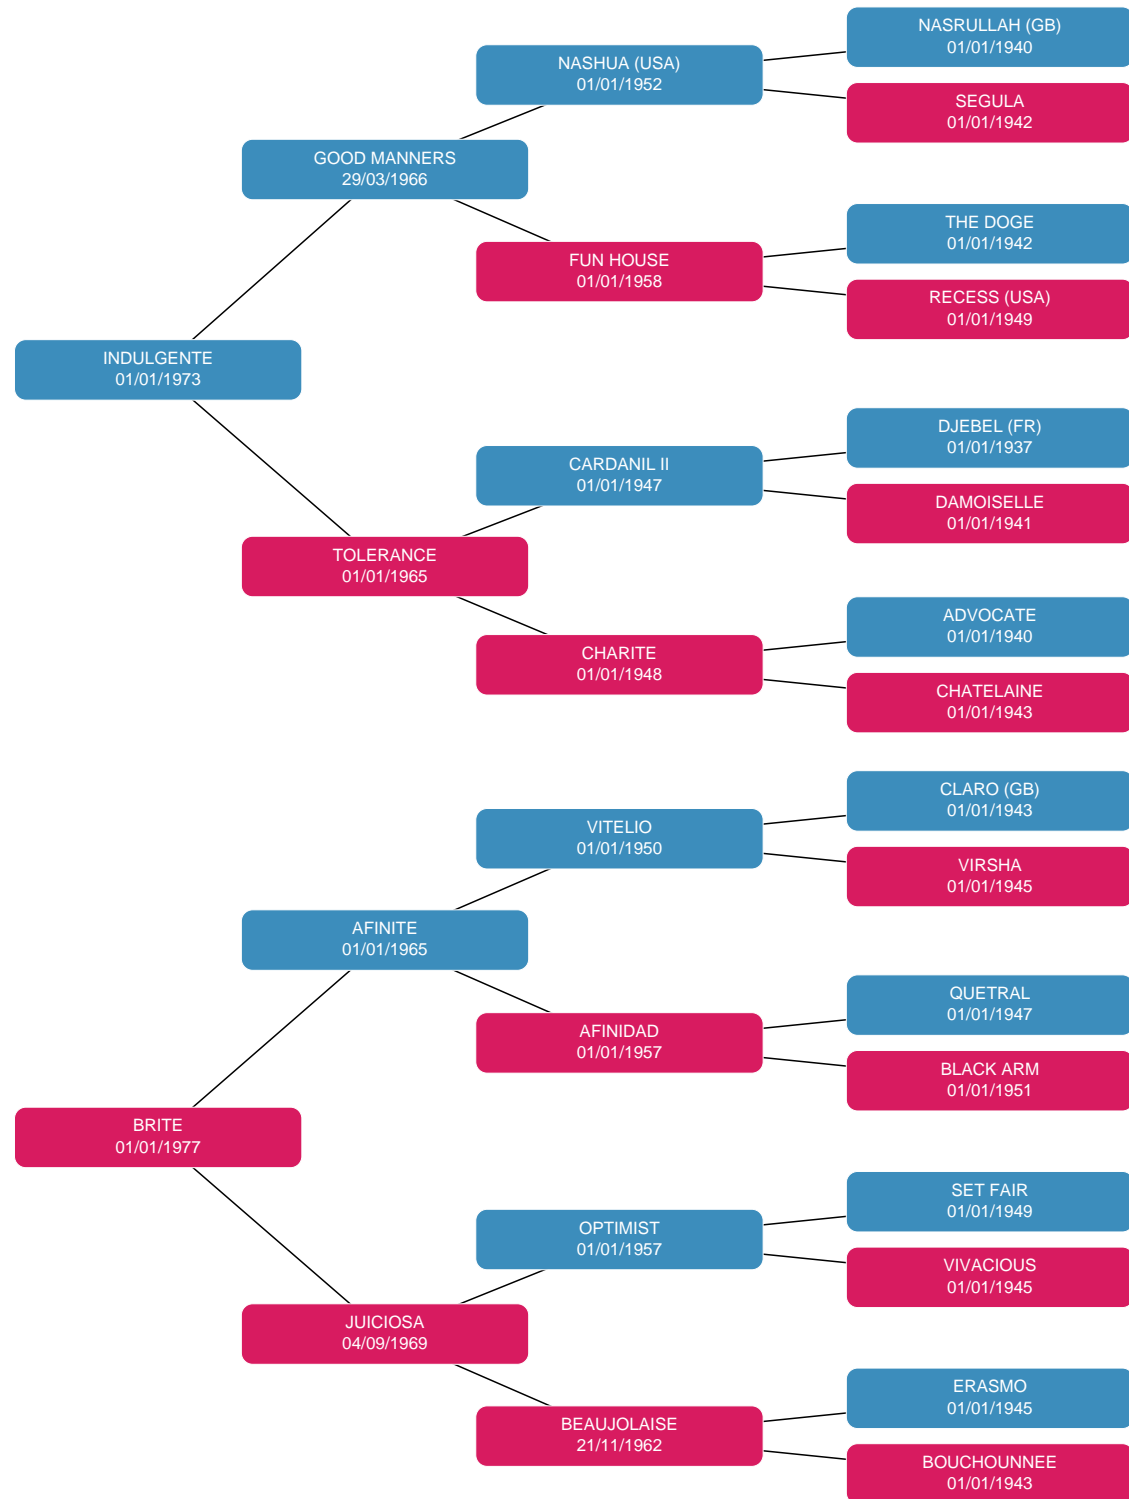 NASRULLAH (GB)
01/01/1940
NASHUA (USA)
01/01/1952
SEGULA
01/01/1942
GOOD MANNERS
29/03/1966
THE DOGE
01/01/1942
FUN HOUSE
01/01/1958
RECESS (USA)
01/01/1949
INDULGENTE
01/01/1973
DJEBEL (FR)
01/01/1937
CARDANIL II
01/01/1947
DAMOISELLE
01/01/1941
TOLERANCE
01/01/1965
ADVOCATE
01/01/1940
CHARITE
01/01/1948
CHATELAINE
01/01/1943
CLARO (GB)
01/01/1943
VITELIO
01/01/1950
VIRSHA
01/01/1945
AFINITE
01/01/1965
QUETRAL
01/01/1947
AFINIDAD
01/01/1957
BLACK ARM
01/01/1951
BRITE
01/01/1977
SET FAIR
01/01/1949
OPTIMIST
01/01/1957
VIVACIOUS
01/01/1945
JUICIOSA
04/09/1969
ERASMO
01/01/1945
BEAUJOLAISE
21/11/1962
BOUCHOUNNEE
01/01/1943